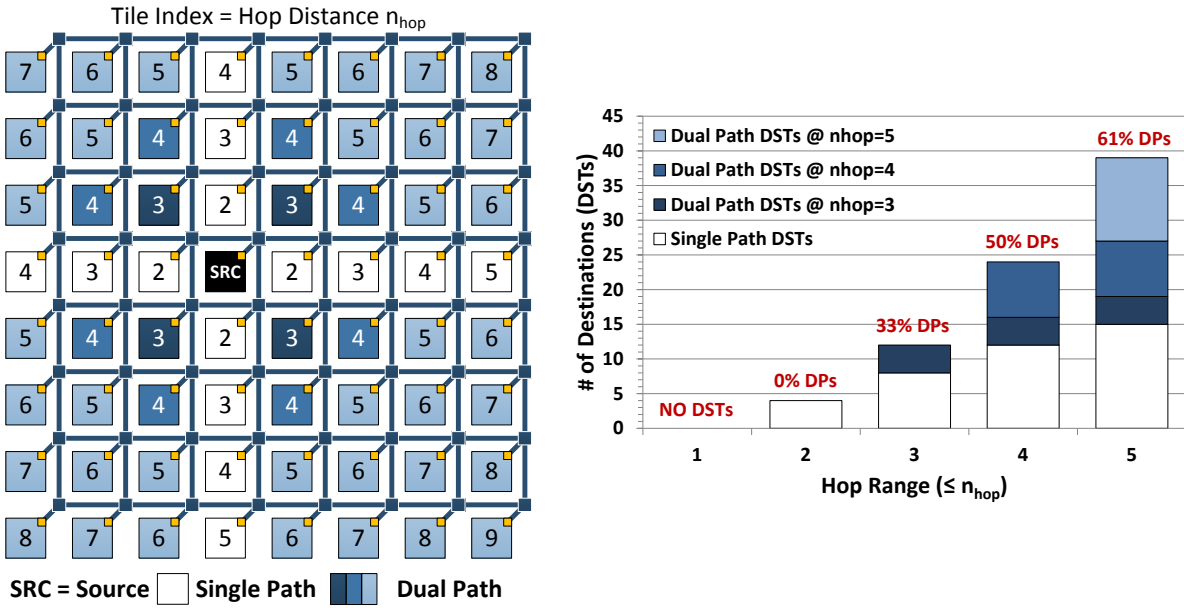 Tile Index = Hop Distance nhop
7 6 5 4 5 6 7 8
6 5 4 3 4 5 6 7
5 4 3 2 3 4 5 6
4 3 2 SRC 2 3 4 5
5 4 3 2 3 4 5 6
6 5 4 3 4 5 6 7
7 6 5 4 5 6 7 8
8 7 6 5 6 7 8 9
SRC = Source Single Path Dual Path
# of Destinations (DSTs)
45
40
35
30
25
20
15
10
5
0
Dual Path DSTs @ nhop=5
Dual Path DSTs @ nhop=4
Dual Path DSTs @ nhop=3
Single Path DSTs
NO DSTs
0% DPs
33% DPs
50% DPs
61% DPs
1 2 3 4 5
Hop Range (≤ nhop)